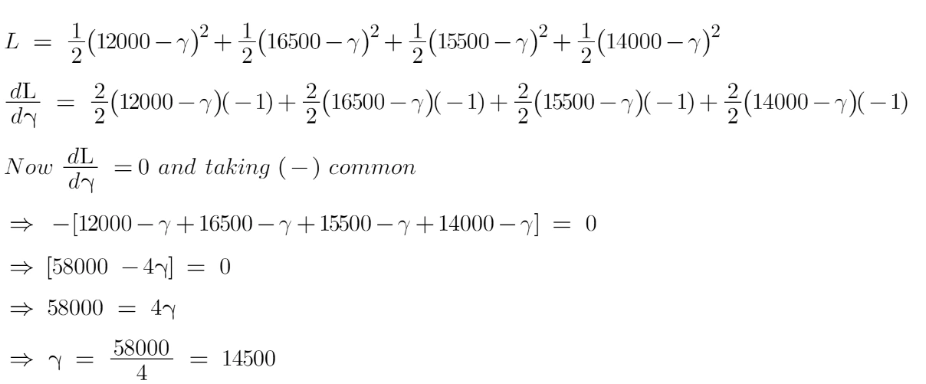 L = 1/2(12000 − γ)² + 1/2(16500 − γ)² + 1/2(15500 − γ)² + 1/2(14000 − γ)²
dL/dγ = 2/2(12000 − γ)(−1) + 2/2(16500 − γ)(−1) + 2/2(15500 − γ)(−1) + 2/2(14000 − γ)(−1)
Now dL/dγ = 0 and taking (−) common
⇒ −[12000 − γ + 16500 − γ + 15500 − γ + 14000 − γ] = 0
⇒ [58000 − 4γ] = 0
⇒ 58000 = 4γ
⇒ γ = 58000/4 = 14500